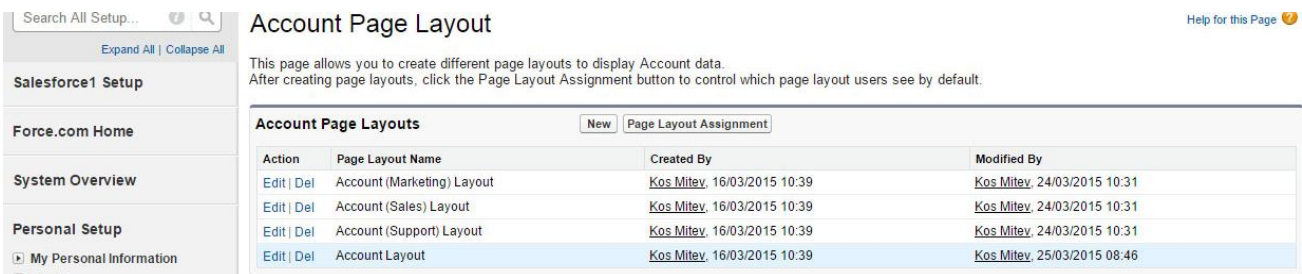 Search All Setup...
Expand All | Collapse All
Salesforce1 Setup
Force.com Home
System Overview
Personal Setup
My Personal Information
Account Page Layout
Help for this Page
This page allows you to create different page layouts to display Account data.
After creating page layouts, click the Page Layout Assignment button to control which page layout users see by default.
Account Page Layouts New Page Layout Assignment
Action Page Layout Name Created By Modified By
Edit | Del Account (Marketing) Layout Kos Mitev, 16/03/2015 10:39 Kos Mitev, 24/03/2015 10:31
Edit | Del Account (Sales) Layout Kos Mitev, 16/03/2015 10:39 Kos Mitev, 24/03/2015 10:31
Edit | Del Account (Support) Layout Kos Mitev, 16/03/2015 10:39 Kos Mitev, 24/03/2015 10:31
Edit | Del Account Layout Kos Mitev, 16/03/2015 10:39 Kos Mitev, 25/03/2015 08:46